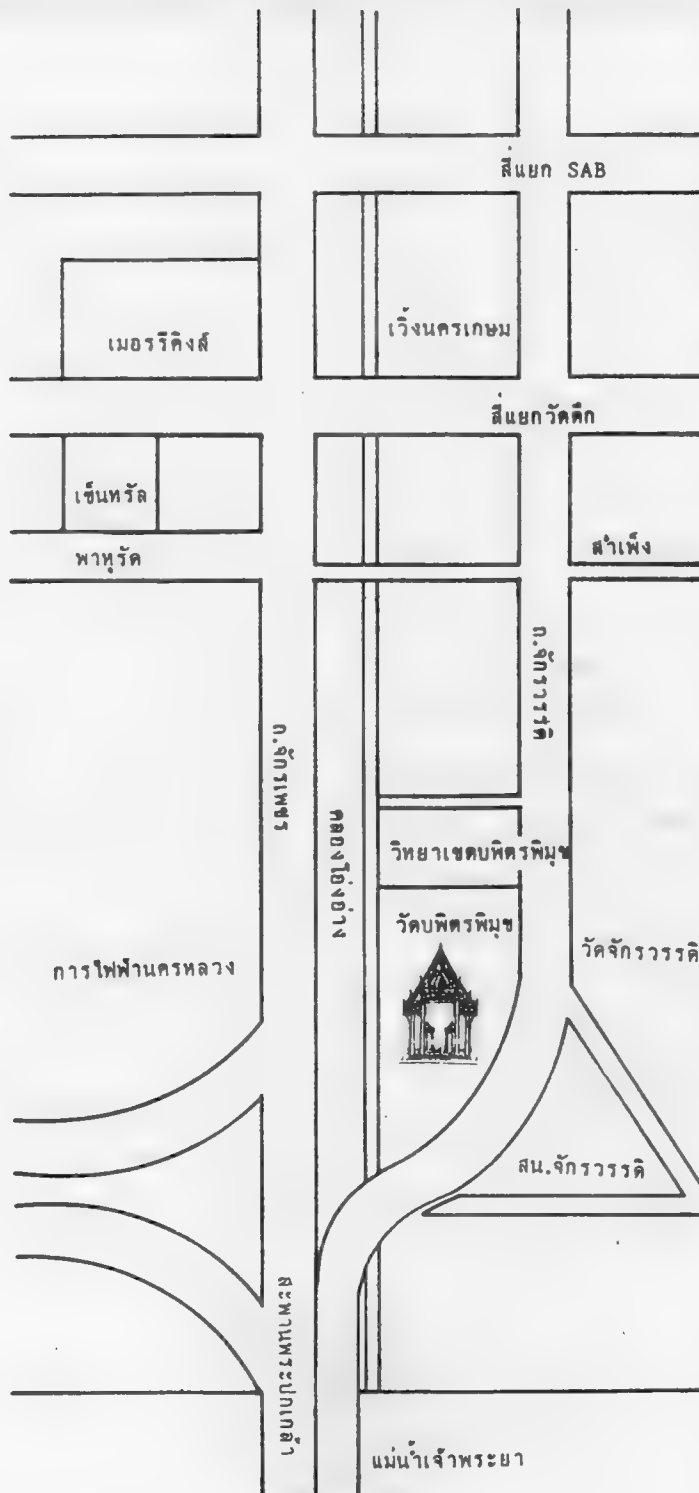 สี่แยก SAB
เมอรรี่คิงส์
เวิ้งนครเกษม
สี่แยกวัดตึก
เซ็นทรัล
พาหุรัด
สำเพ็ง
ถ.จักรวรรดิ
ถ.จักรเพชร
คลองโอ่งอ่าง
วิทยาเขตบพิตรพิมุข
วัดบพิตรพิมุข
วัดจักรวรรดิ
การไฟฟ้านครหลวง
สน.จักรวรรดิ
สะพานพระปกเกล้า
แม่น้ำเจ้าพระยา